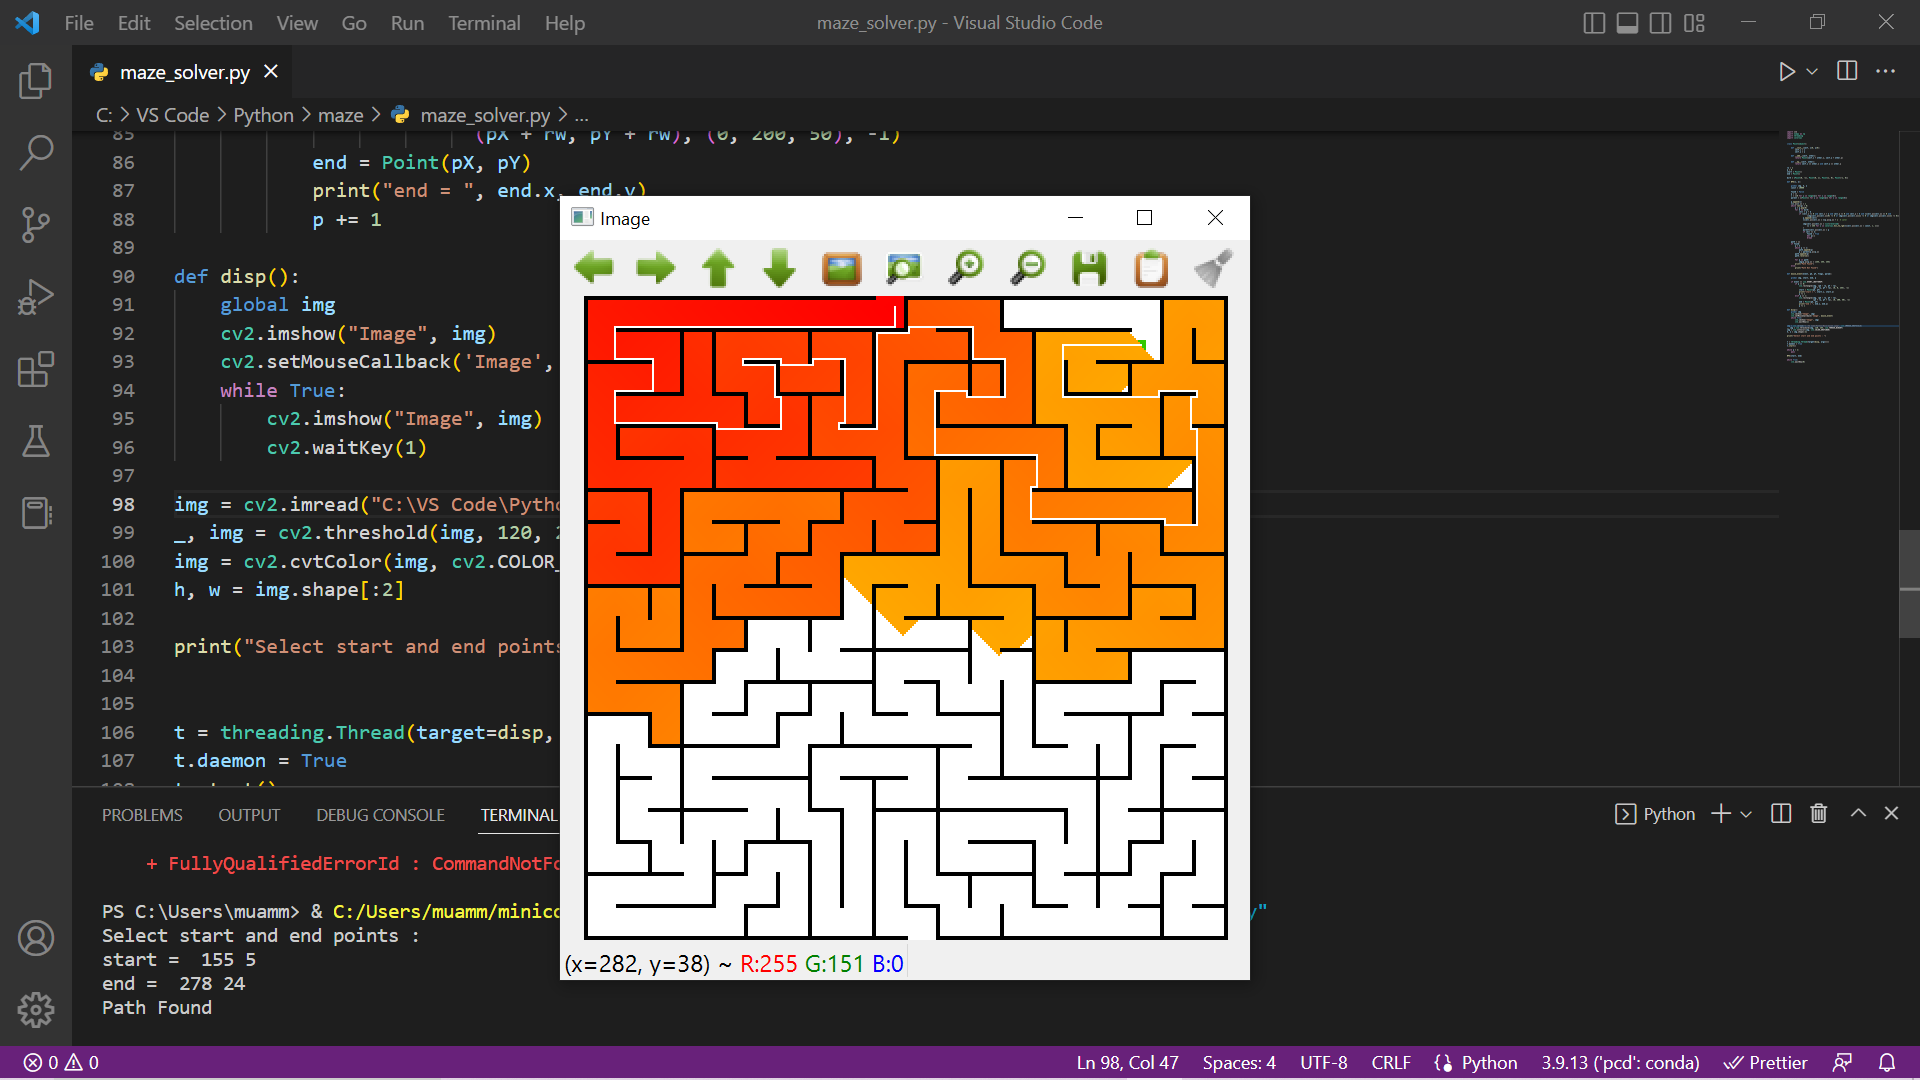 File Edit Selection View Go Run Terminal Help
maze_solver.py - Visual Studio Code
maze_solver.py
C: > VS Code > Python > maze > maze_solver.py > ...
85 (pX + rw, pY + rw), (0, 200, 50), -1)
86 end = Point(pX, pY)
87 print("end = ", end.x, end.y)
88 p += 1
89
90 def disp():
91 global img
92 cv2.imshow("Image", img)
93 cv2.setMouseCallback('Image',
94 while True:
95 cv2.imshow("Image", img)
96 cv2.waitKey(1)
97
98 img = cv2.imread("C:\VS Code\Pytho
99 _, img = cv2.threshold(img, 120, 2
100 img = cv2.cvtColor(img, cv2.COLOR_
101 h, w = img.shape[:2]
102
103 print("Select start and end points
104
105
106 t = threading.Thread(target=disp,
107 t.daemon = True
Image
(x=282, y=38) ~ R:255 G:151 B:0
PROBLEMS OUTPUT DEBUG CONSOLE TERMINAL
Python
+ FullyQualifiedErrorId : CommandNotFo
PS C:\Users\muamm> & C:/Users/muamm/minico
y"
Select start and end points :
start =  155 5
end =  278 24
Path Found
0 0
Ln 98, Col 47 Spaces: 4 UTF-8 CRLF Python 3.9.13 ('pcd': conda) Prettier